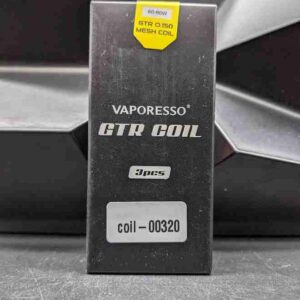 60-80W
GTR 0.15Ω
MESH COIL
VAPORESSO®
GTR COIL
3pcs
coil-00320